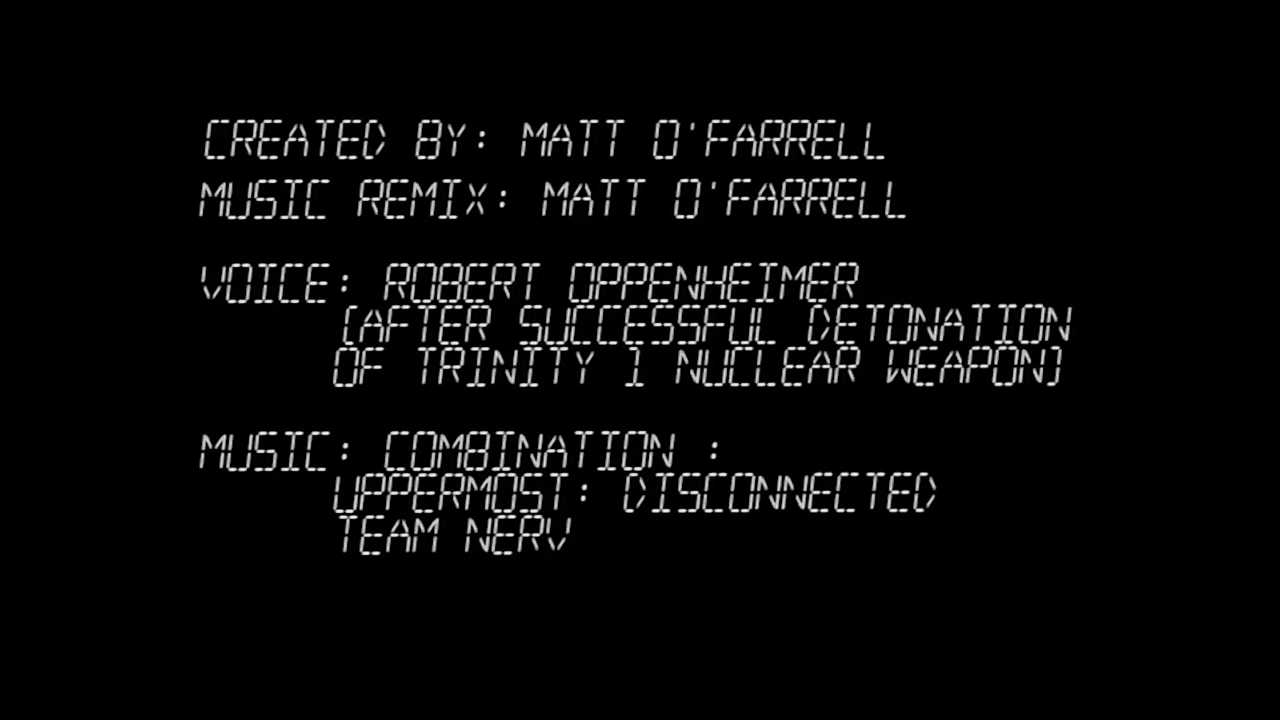 CREATED BY: MATT O'FARRELL
MUSIC REMIX: MATT O'FARRELL
VOICE: ROBERT OPPENHEIMER
(AFTER SUCCESSFUL DETONATION
OF TRINITY 1 NUCLEAR WEAPON)
MUSIC: COMBINATION :
UPPERMOST: DISCONNECTED
TEAM NERV